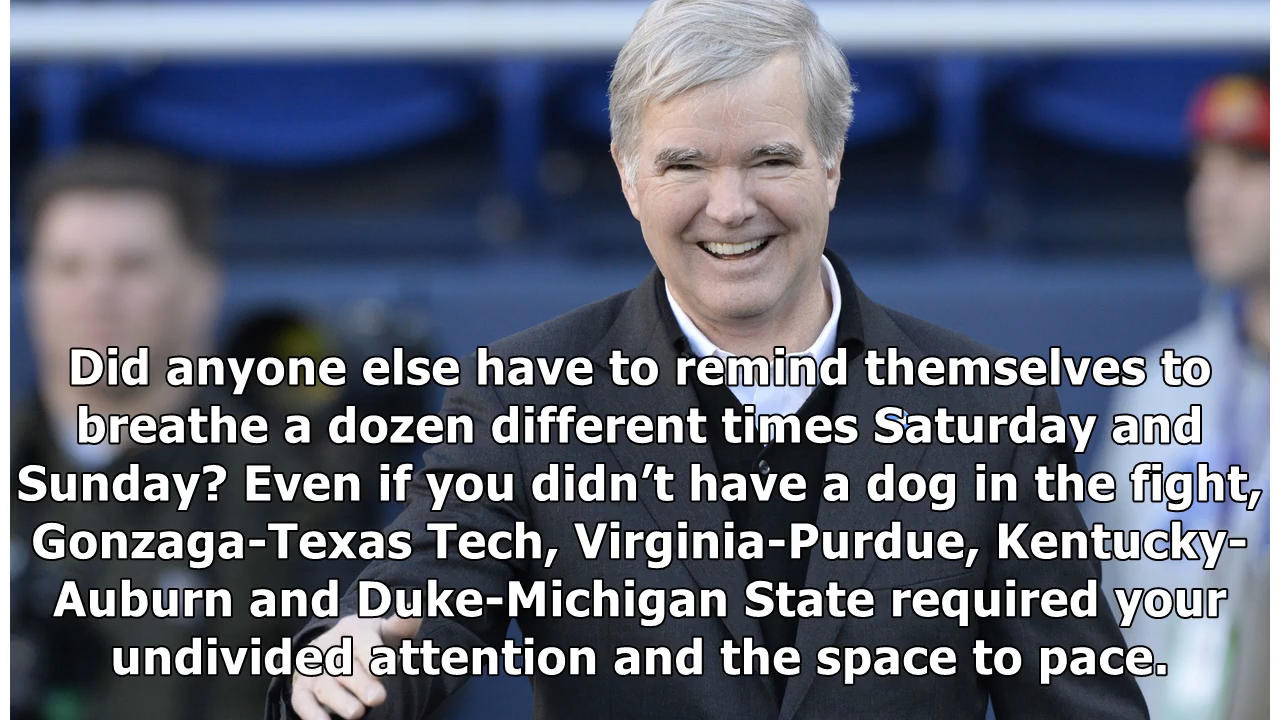 Did anyone else have to remind themselves to
breathe a dozen different times Saturday and
Sunday? Even if you didn’t have a dog in the fight,
Gonzaga-Texas Tech, Virginia-Purdue, Kentucky-
Auburn and Duke-Michigan State required your
undivided attention and the space to pace.